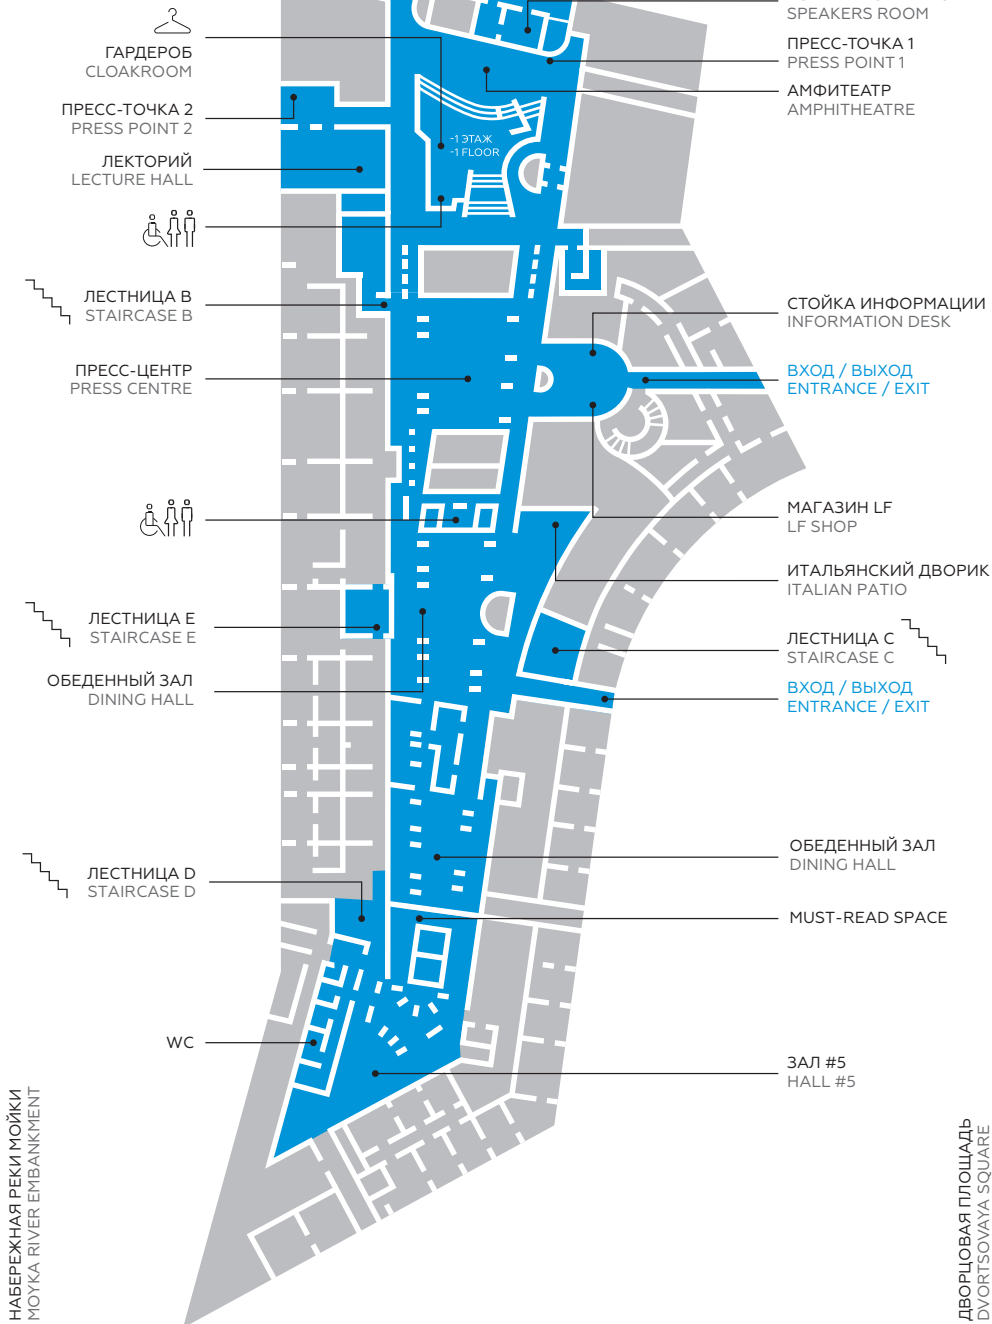 SPEAKERS ROOM
ГАРДЕРОБ
CLOAKROOM
ПРЕСС-ТОЧКА 1
PRESS POINT 1
АМФИТЕАТР
AMPHITHEATRE
ПРЕСС-ТОЧКА 2
PRESS POINT 2
-1 ЭТАЖ
-1 FLOOR
ЛЕКТОРИЙ
LECTURE HALL
ЛЕСТНИЦА B
STAIRCASE B
СТОЙКА ИНФОРМАЦИИ
INFORMATION DESK
ПРЕСС-ЦЕНТР
PRESS CENTRE
ВХОД / ВЫХОД
ENTRANCE / EXIT
МАГАЗИН LF
LF SHOP
ИТАЛЬЯНСКИЙ ДВОРИК
ITALIAN PATIO
ЛЕСТНИЦА E
STAIRCASE E
ЛЕСТНИЦА C
STAIRCASE C
ОБЕДЕННЫЙ ЗАЛ
DINING HALL
ВХОД / ВЫХОД
ENTRANCE / EXIT
ОБЕДЕННЫЙ ЗАЛ
DINING HALL
ЛЕСТНИЦА D
STAIRCASE D
MUST-READ SPACE
WC
ЗАЛ #5
HALL #5
НАБЕРЕЖНАЯ РЕКИ МОЙКИ
MOYKA RIVER EMBANKMENT
ДВОРЦОВАЯ ПЛОЩАДЬ
DVORTSOVAYA SQUARE